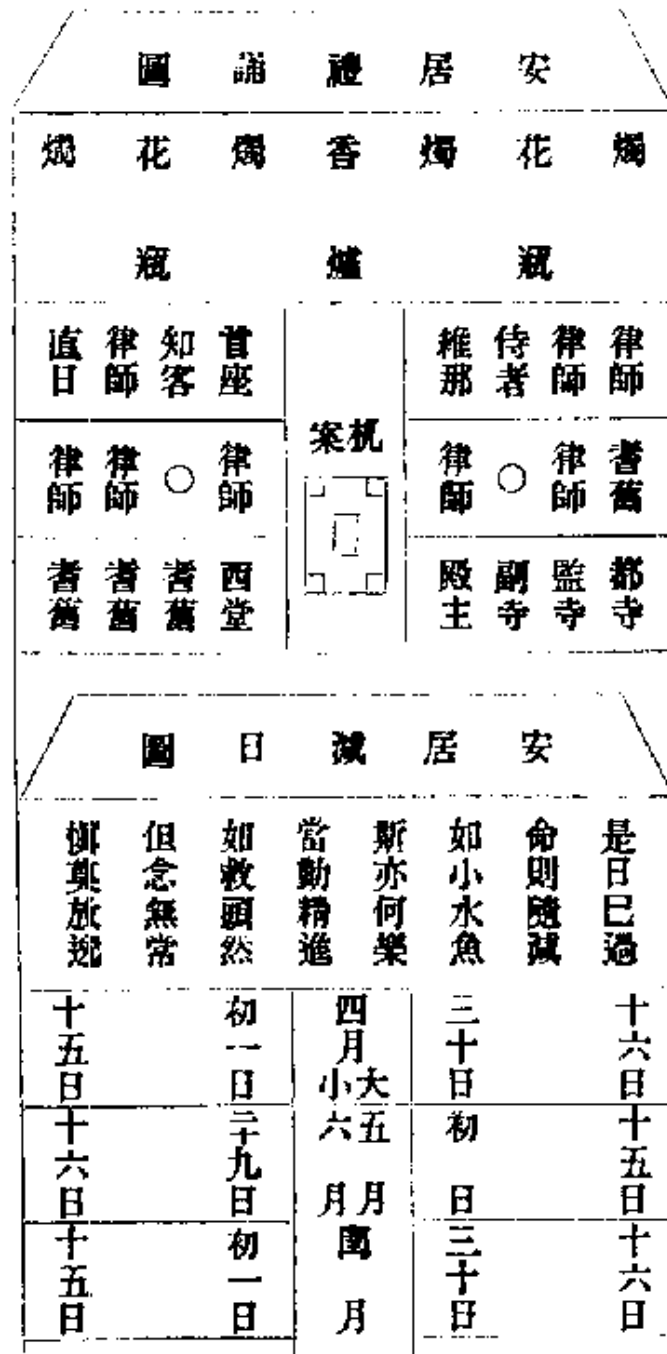 安居禮誦圖
燭
花瓶
燭
香爐
燭
花瓶
燭
律師 律師 侍者 維那
耆舊 律師 ○ 律師
都寺 監寺 副寺 殿主
机案
首座 知客 律師 直日
律師 ○ 律師 律師
西堂 耆舊 耆舊 耆舊
安居減日圖
是日巳過
命則隨減
如小水魚
斯亦何樂
當勤精進
如救頭然
但念無常
慎莫放逸
十六日 三十日
四月大小
初一日 十五日
十五日 初 日
五月
六月
二十九日 十六日
十六日 三十日
閏月
初一日 十五日